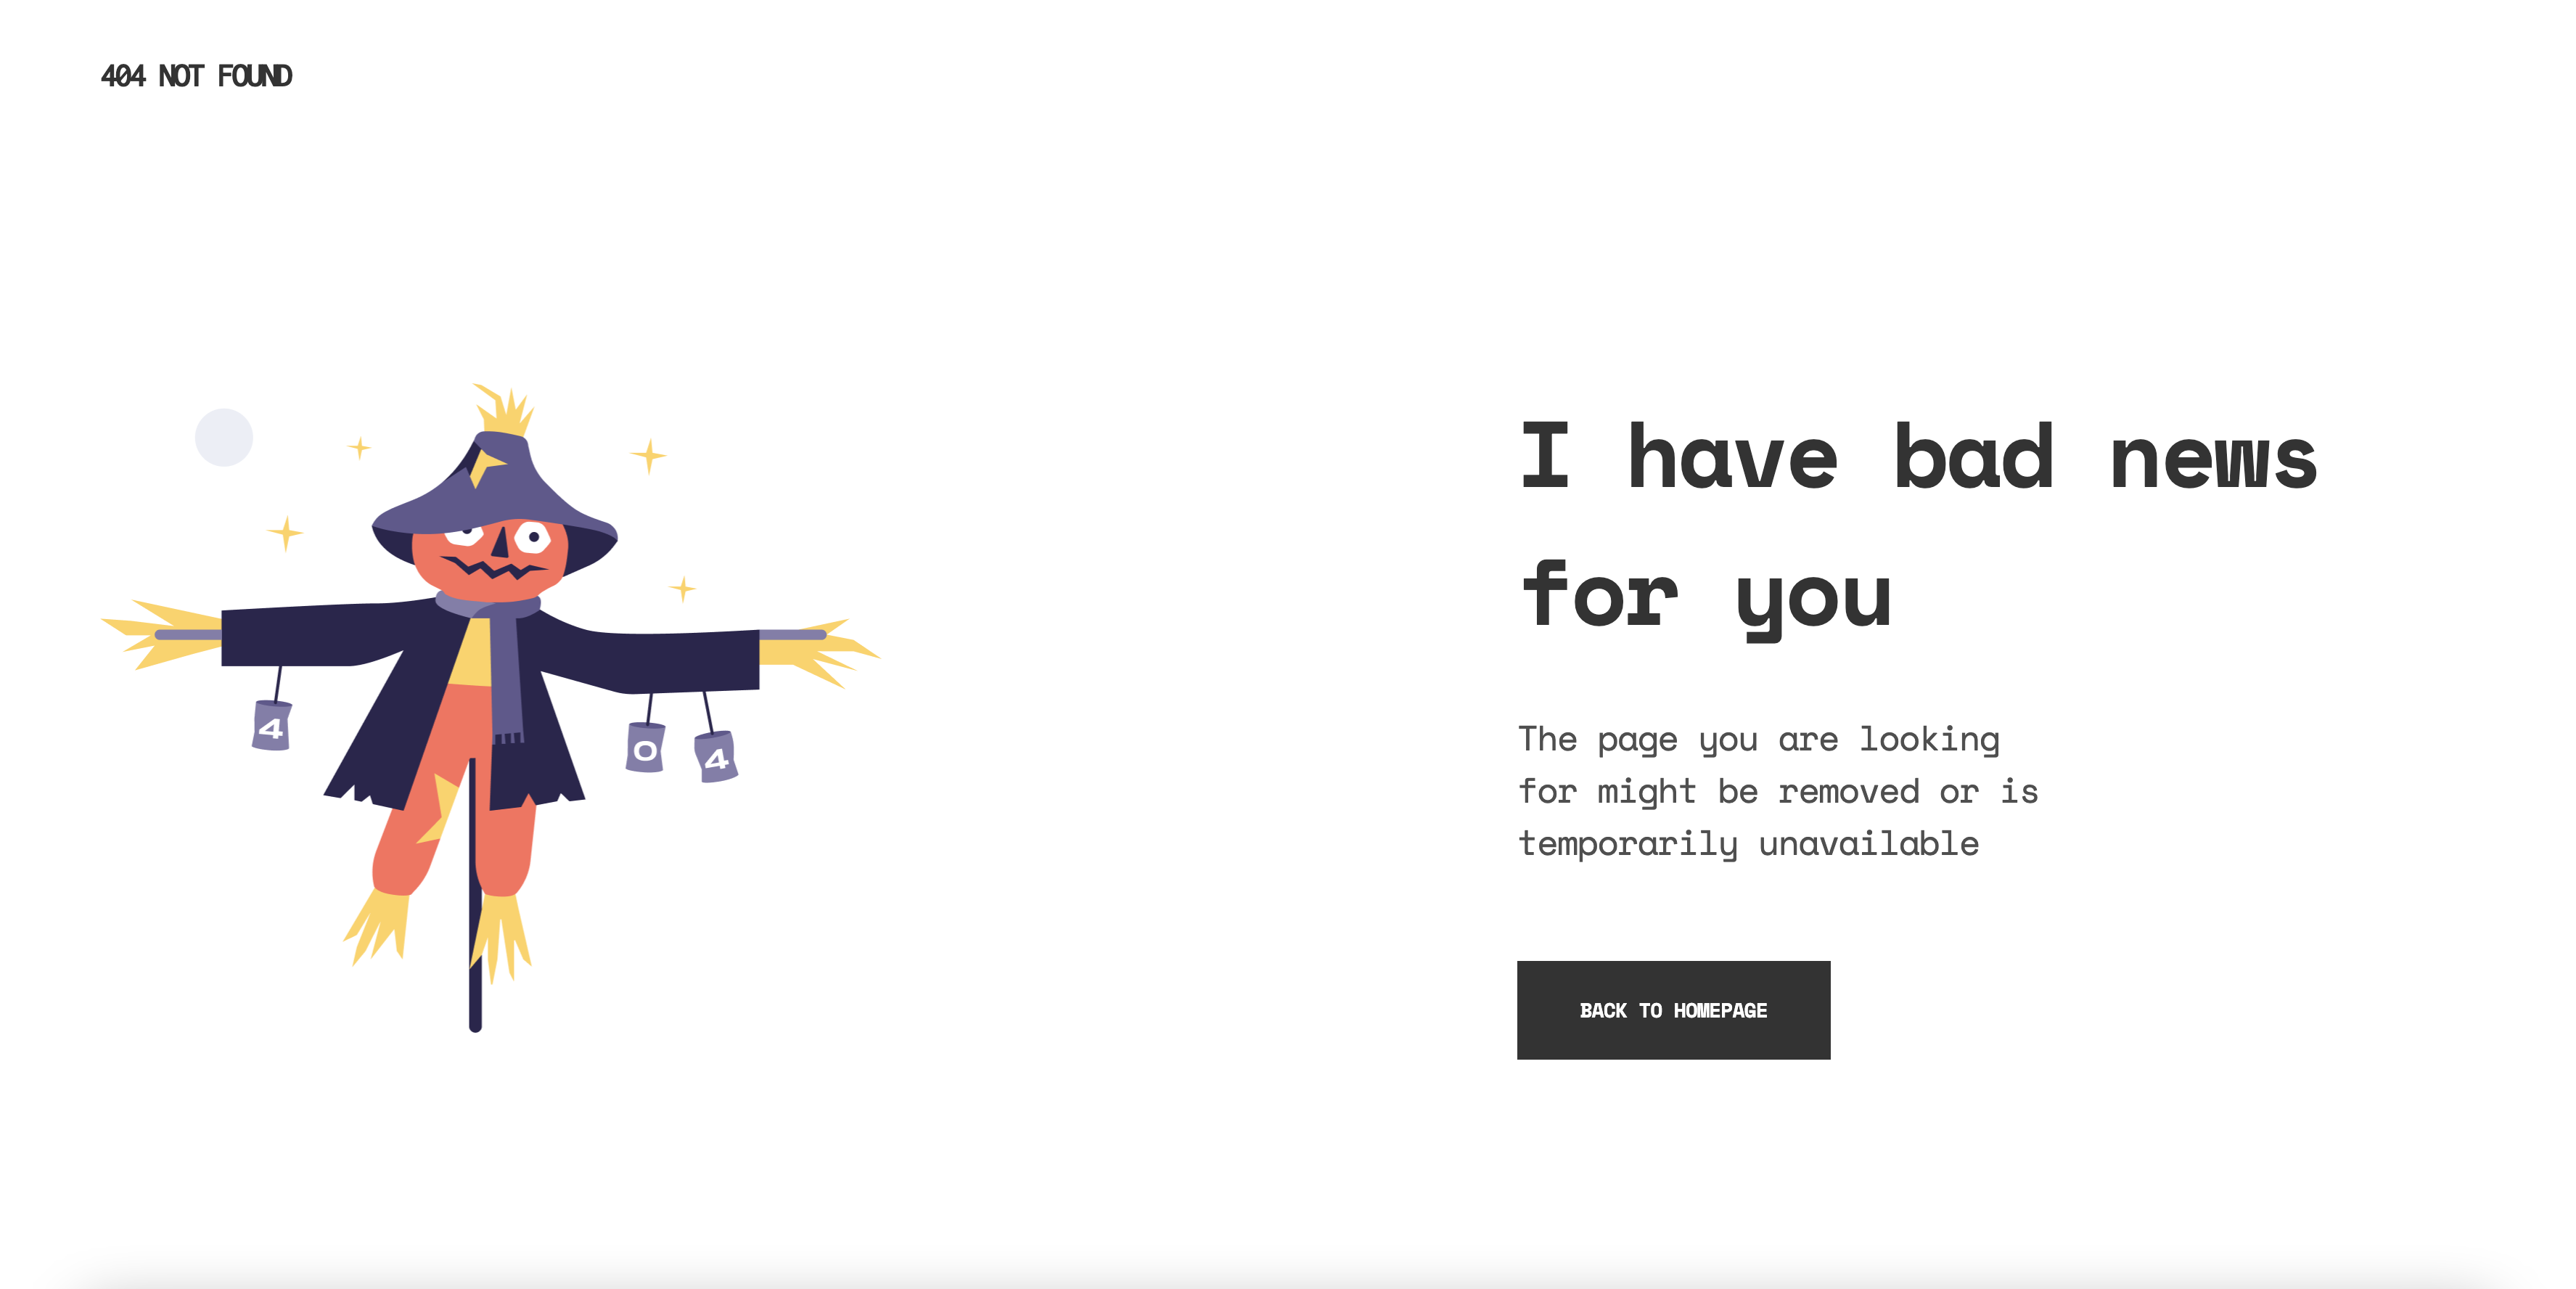 404 NOT FOUND
I have bad news
for you
The page you are looking
for might be removed or is
temporarily unavailable
BACK TO HOMEPAGE
4
0
4